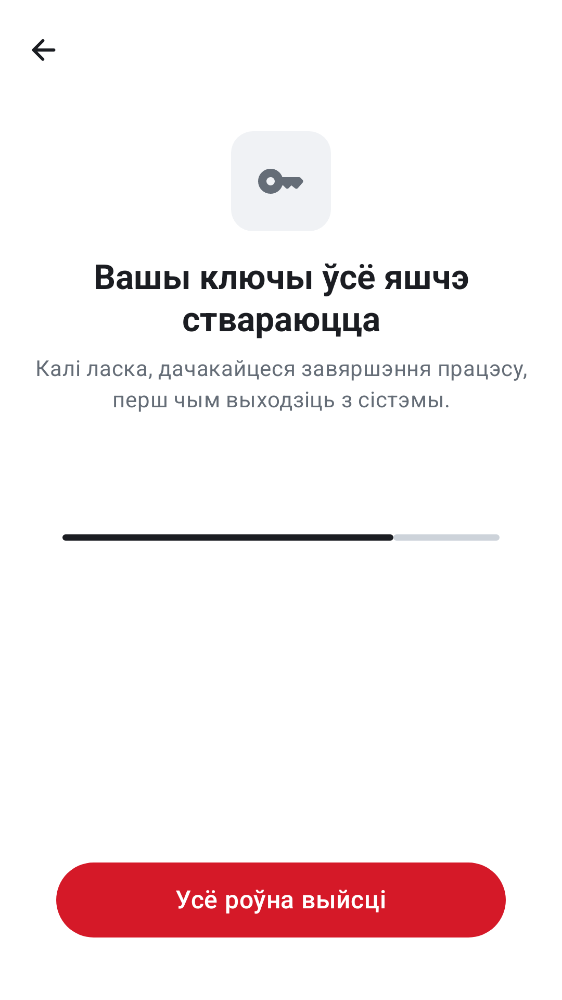 Вашы ключы ўсё яшчэ
ствараюцца
Калі ласка, дачакайцеся завяршэння працэсу,
перш чым выходзіць з сістэмы.
Усё роўна выйсці